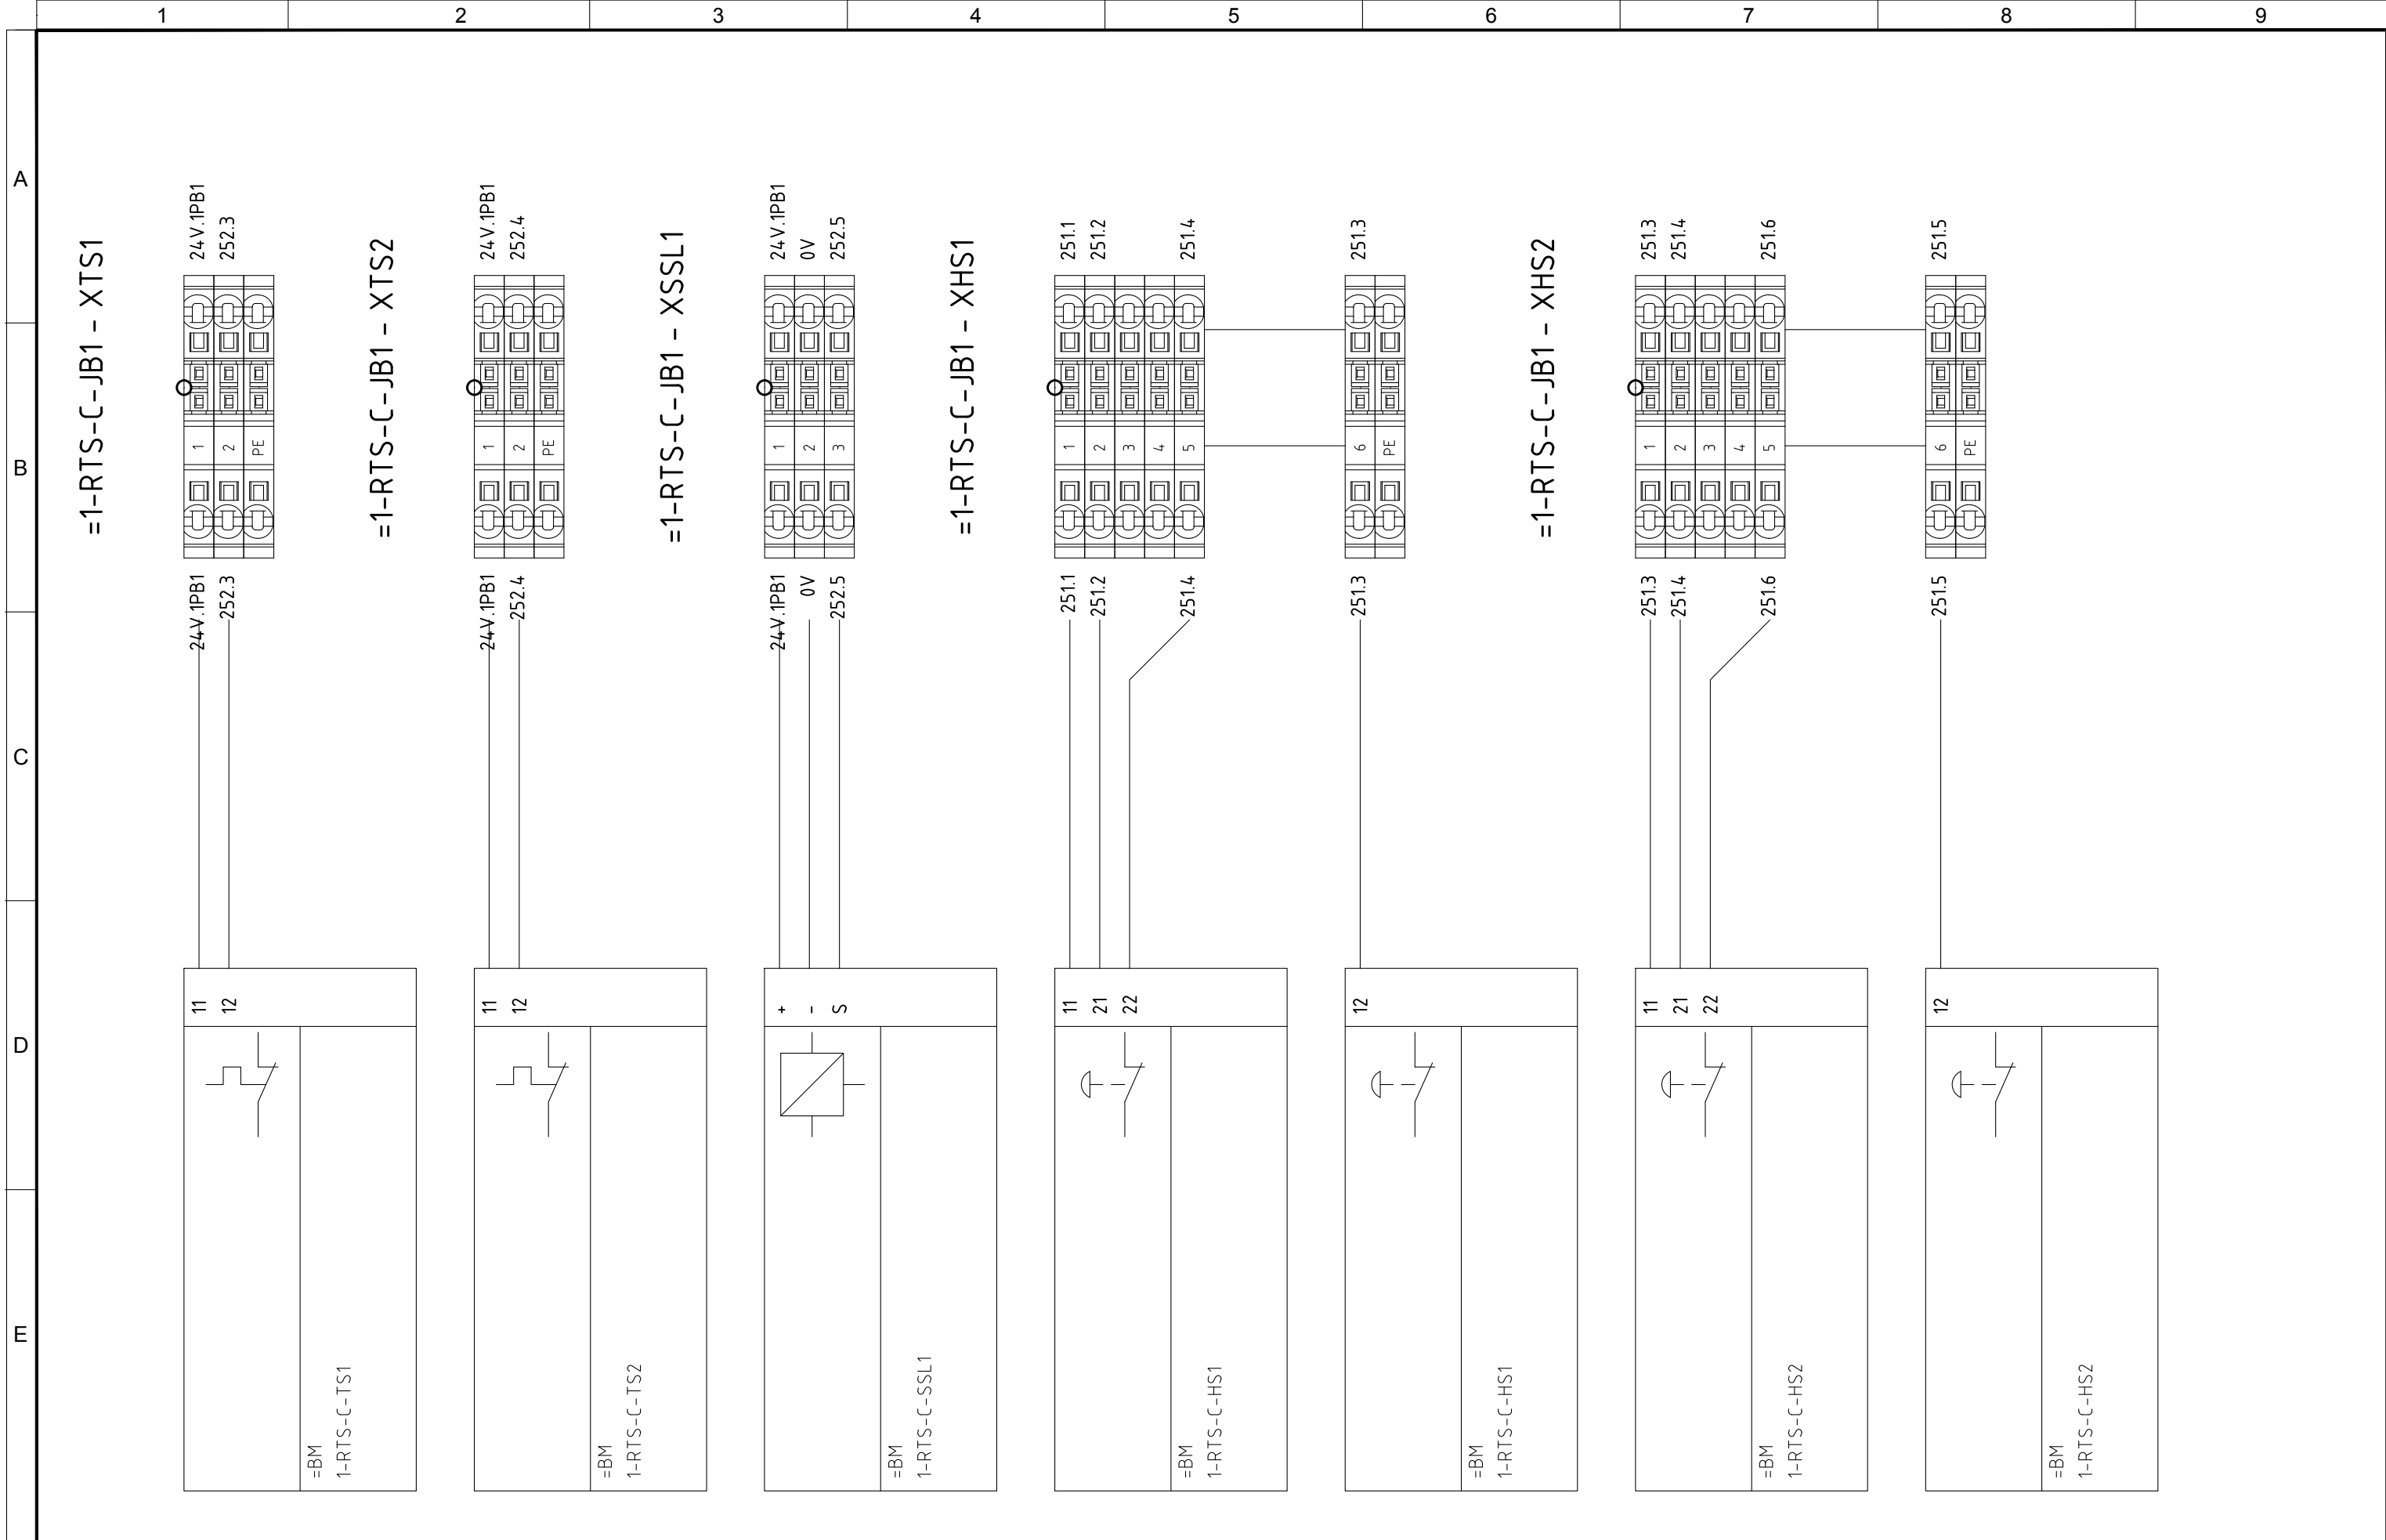 1 2 3 4 5 6 7 8 9
A
B
C
D
E
=1-RTS-C-JB1 - XTS1
24V.1PB1
252.3
1
2
PE
24V.1PB1
252.3
11
12
=BM
1-RTS-C-TS1
=1-RTS-C-JB1 - XTS2
24V.1PB1
252.4
1
2
PE
24V.1PB1
252.4
11
12
=BM
1-RTS-C-TS2
=1-RTS-C-JB1 - XSSL1
24V.1PB1
0V
252.5
1
2
3
24V.1PB1
0V
252.5
+
-
S
=BM
1-RTS-C-SSL1
=1-RTS-C-JB1 - XHS1
251.1
251.2
251.4
1
2
3
4
5
251.1
251.2
251.4
11
21
22
=BM
1-RTS-C-HS1
251.3
6
PE
251.3
12
=BM
1-RTS-C-HS1
=1-RTS-C-JB1 - XHS2
251.3
251.4
251.6
1
2
3
4
5
251.3
251.4
251.6
11
21
22
=BM
1-RTS-C-HS2
251.5
6
PE
251.5
12
=BM
1-RTS-C-HS2